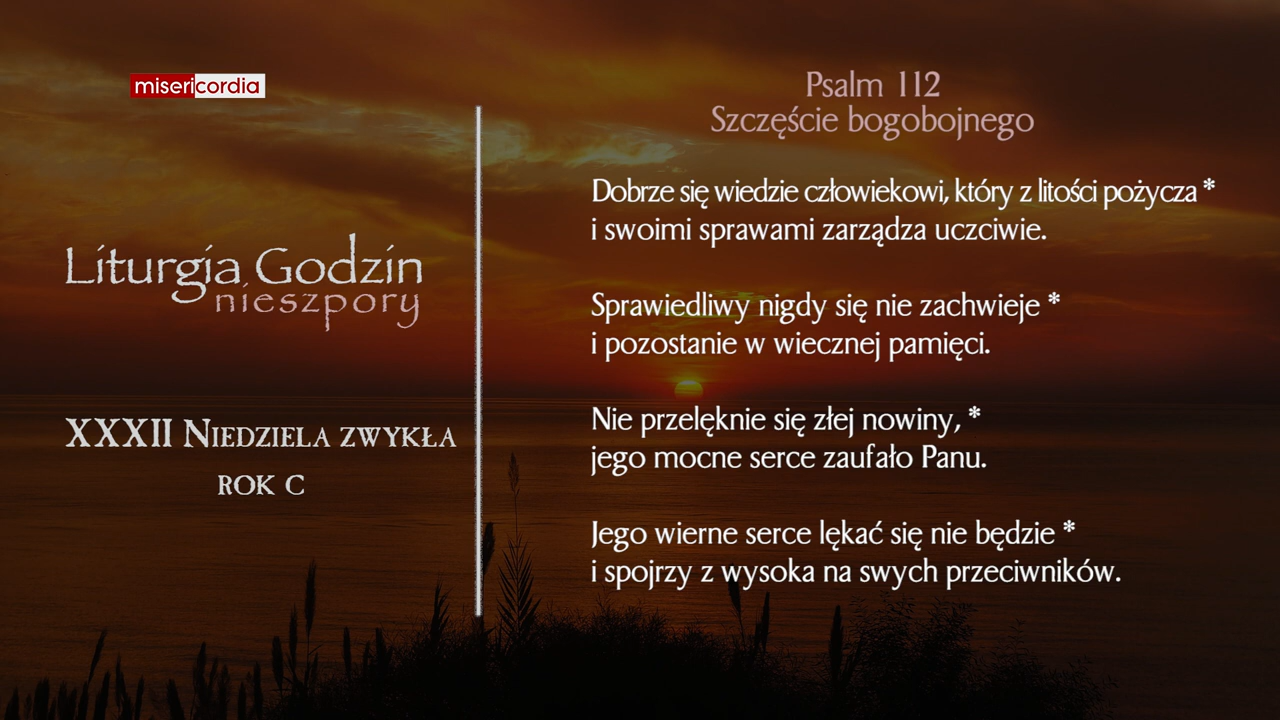 misericordia
Liturgia Godzin
nieszpory
XXXII Niedziela zwykła
rok C
Psalm 112
Szczęście bogobojnego
Dobrze się wiedzie człowiekowi, który z litości pożycza *
i swoimi sprawami zarządza uczciwie.
Sprawiedliwy nigdy się nie zachwieje *
i pozostanie w wiecznej pamięci.
Nie przelęknie się złej nowiny, *
jego mocne serce zaufało Panu.
Jego wierne serce lękać się nie będzie *
i spojrzy z wysoka na swych przeciwników.